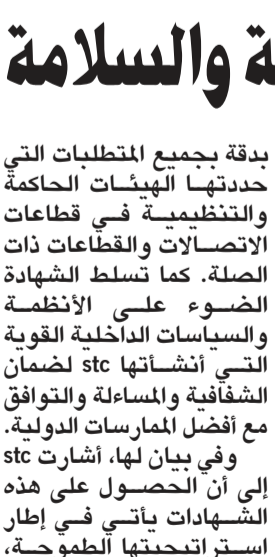 ة والسلامة
بدقة بجميع المتطلبات التي
حددتها الهيئات الحاكمة
والتنظيمية في قطاعات
الاتصالات والقطاعات ذات
الصلة. كما تسلط الشهادة
الضوء على الأنظمة
والسياسات الداخلية القوية
التي أنشأتها stc لضمان
الشفافية والمساءلة والتوافق
مع أفضل الممارسات الدولية.
وفي بيان لها، أشارت stc
إلى أن الحصول على هذه
الشهادات يأتي في إطار
استراتيجيتها الطموحة،